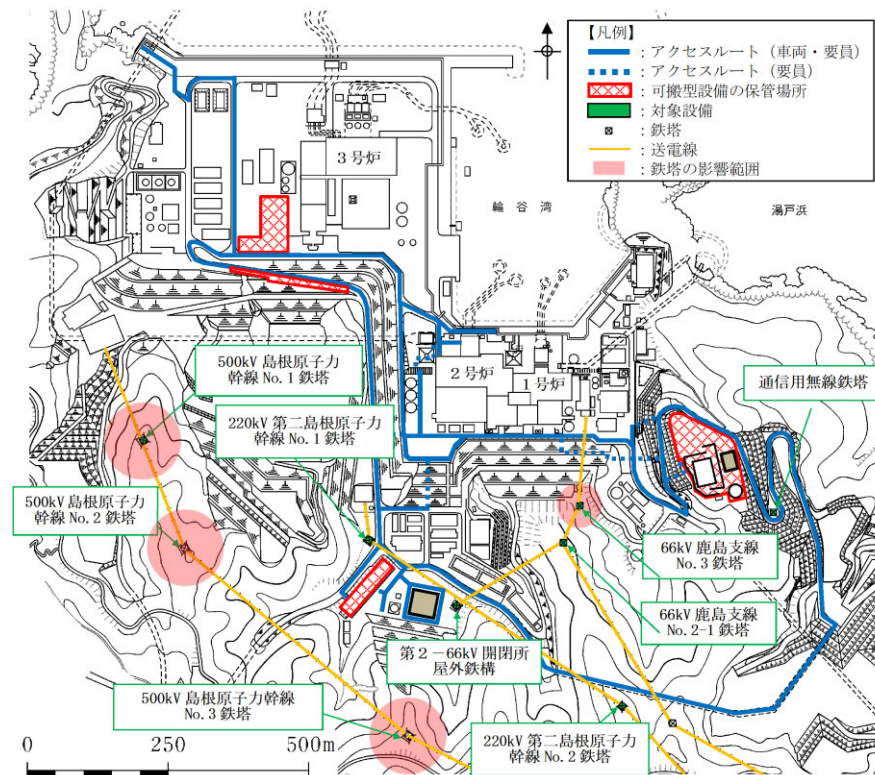 【凡例】
：アクセスルート（車両・要員）
：アクセスルート（要員）
：可搬型設備の保管場所
：対象設備
：鉄塔
：送電線
：鉄塔の影響範囲
3号炉
輪谷湾
湯戸浜
2号炉
1号炉
500kV 島根原子力
幹線 No.1 鉄塔
220kV 第二島根原子力
幹線 No.1 鉄塔
通信用無線鉄塔
500kV 島根原子力
幹線 No.2 鉄塔
66kV 鹿島支線
No.3 鉄塔
66kV 鹿島支線
No.2-1 鉄塔
第2－66kV 開閉所
屋外鉄構
500kV 島根原子力幹線
No.3 鉄塔
220kV 第二島根原子力
幹線 No.2 鉄塔
0 250 500m